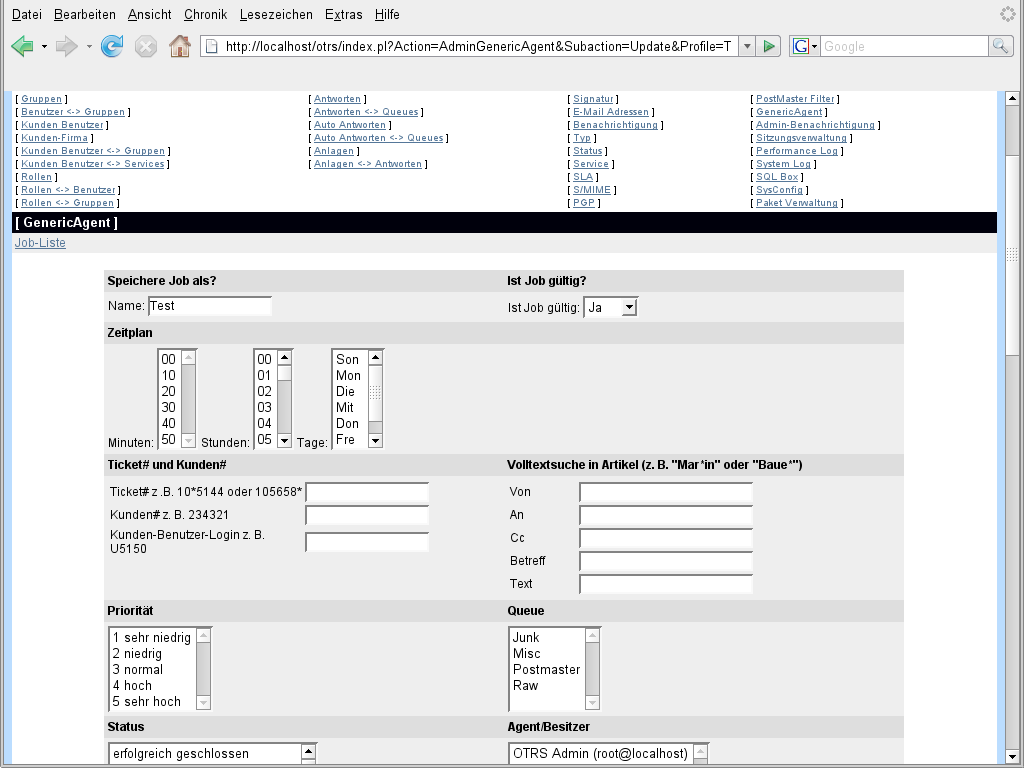 Datei Bearbeiten Ansicht Chronik Lesezeichen Extras Hilfe
http://localhost/otrs/index.pl?Action=AdminGenericAgent&Subaction=Update&Profile=T
G Google
[ Gruppen ] [ Antworten ] [ Signatur ] [ PostMaster Filter ]
[ Benutzer <-> Gruppen ] [ Antworten <-> Queues ] [ E-Mail Adressen ] [ GenericAgent ]
[ Kunden Benutzer ] [ Auto Antworten ] [ Benachrichtigung ] [ Admin-Benachrichtigung ]
[ Kunden-Firma ] [ Auto Antworten <-> Queues ] [ Typ ] [ Sitzungsverwaltung ]
[ Kunden Benutzer <-> Gruppen ] [ Anlagen ] [ Status ] [ Performance Log ]
[ Kunden Benutzer <-> Services ] [ Anlagen <-> Antworten ] [ Service ] [ System Log ]
[ Rollen ] [ SLA ] [ SQL Box ]
[ Rollen <-> Benutzer ] [ S/MIME ] [ SysConfig ]
[ Rollen <-> Gruppen ] [ PGP ] [ Paket Verwaltung ]
[ GenericAgent ]
Job-Liste
Speichere Job als? Ist Job gültig?
Name: Test Ist Job gültig: Ja
Zeitplan
00 00 Son
10 01 Mon
20 02 Die
30 03 Mit
40 04 Don
Minuten: 50 Stunden: 05 Tage: Fre
Ticket# und Kunden# Volltextsuche in Artikel (z. B. "Mar*in" oder "Baue*")
Ticket# z .B. 10*5144 oder 105658* Von
Kunden# z. B. 234321 An
Kunden-Benutzer-Login z. B. Cc
U5150
Betreff
Text
Priorität Queue
1 sehr niedrig Junk
2 niedrig Misc
3 normal Postmaster
4 hoch Raw
5 sehr hoch
Status Agent/Besitzer
erfolgreich geschlossen OTRS Admin (root@localhost)